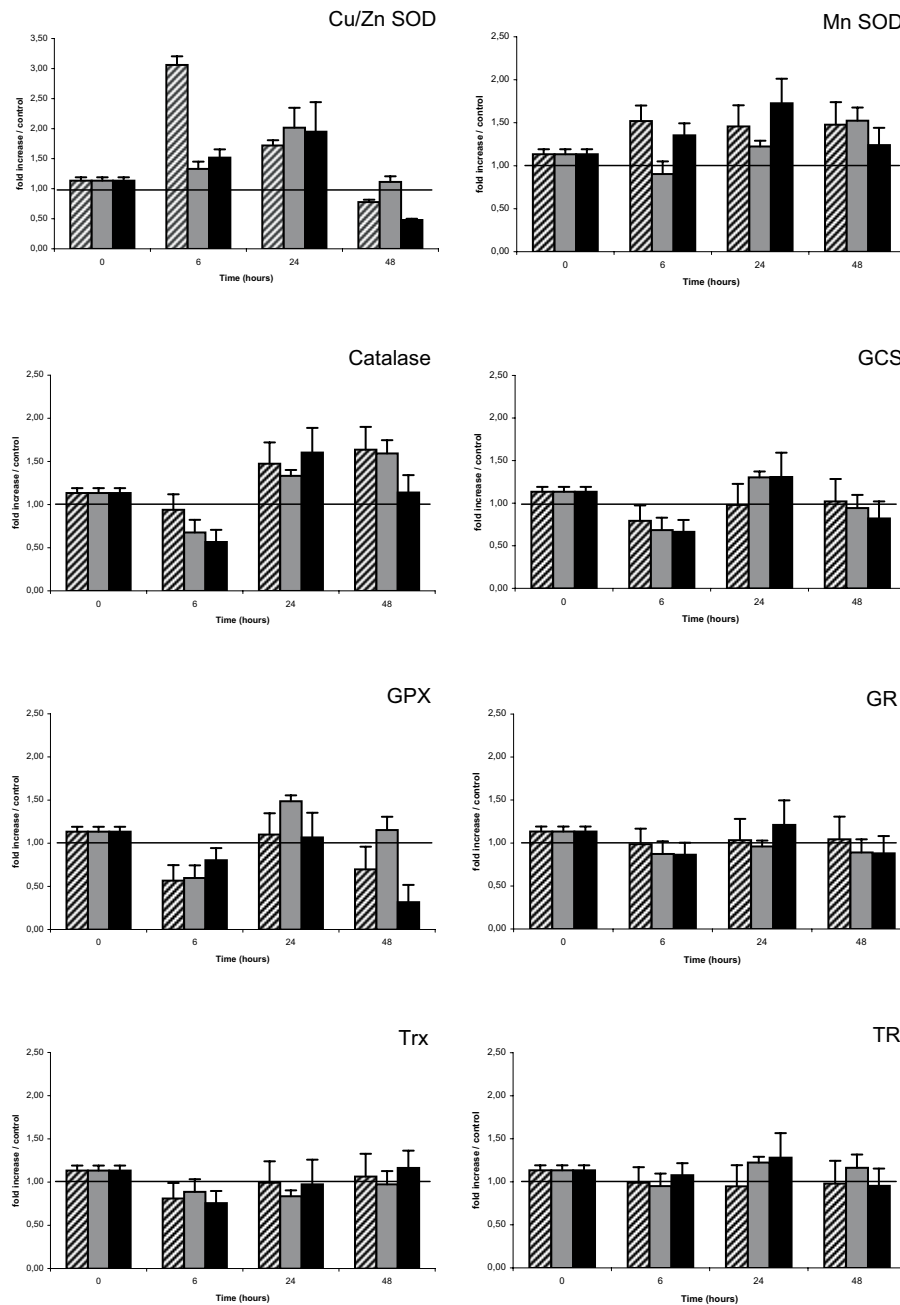 Cu/Zn SOD
fold increase / control
3,50
3,00
2,50
2,00
1,50
1,00
0,50
0,00
0 6 24 48
Time (hours)
Mn SOD
fold increase / control
2,50
2,00
1,50
1,00
0,50
0,00
0 6 24 48
Time (hours)
Catalase
fold increase / control
2,50
2,00
1,50
1,00
0,50
0,00
0 6 24 48
Time (hours)
GCS
fold increase / control
2,50
2,00
1,50
1,00
0,50
0,00
0 6 24 48
Time (hours)
GPX
fold increase / control
2,50
2,00
1,50
1,00
0,50
0,00
0 6 24 48
Time (hours)
GR
fold increase / control
2,50
2,00
1,50
1,00
0,50
0,00
0 6 24 48
Time (hours)
Trx
fold increase / control
2,50
2,00
1,50
1,00
0,50
0,00
0 6 24 48
Time (hours)
TR
fold increase / control
2,50
2,00
1,50
1,00
0,50
0,00
0 6 24 48
Time (hours)